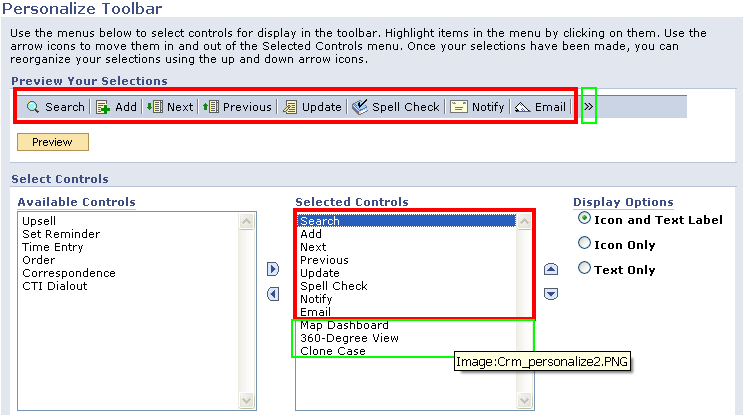 Personalize Toolbar
Use the menus below to select controls for display in the toolbar. Highlight items in the menu by clicking on them. Use the
arrow icons to move them in and out of the Selected Controls menu. Once your selections have been made, you can
reorganize your selections using the up and down arrow icons.
Preview Your Selections
Search Add Next Previous Update Spell Check Notify Email »
Preview
Select Controls
Available Controls
Upsell
Set Reminder
Time Entry
Order
Correspondence
CTI Dialout
Selected Controls
Search
Add
Next
Previous
Update
Spell Check
Notify
Email
Map Dashboard
360-Degree View
Clone Case
Image:Crm_personalize2.PNG
Display Options
Icon and Text Label
Icon Only
Text Only